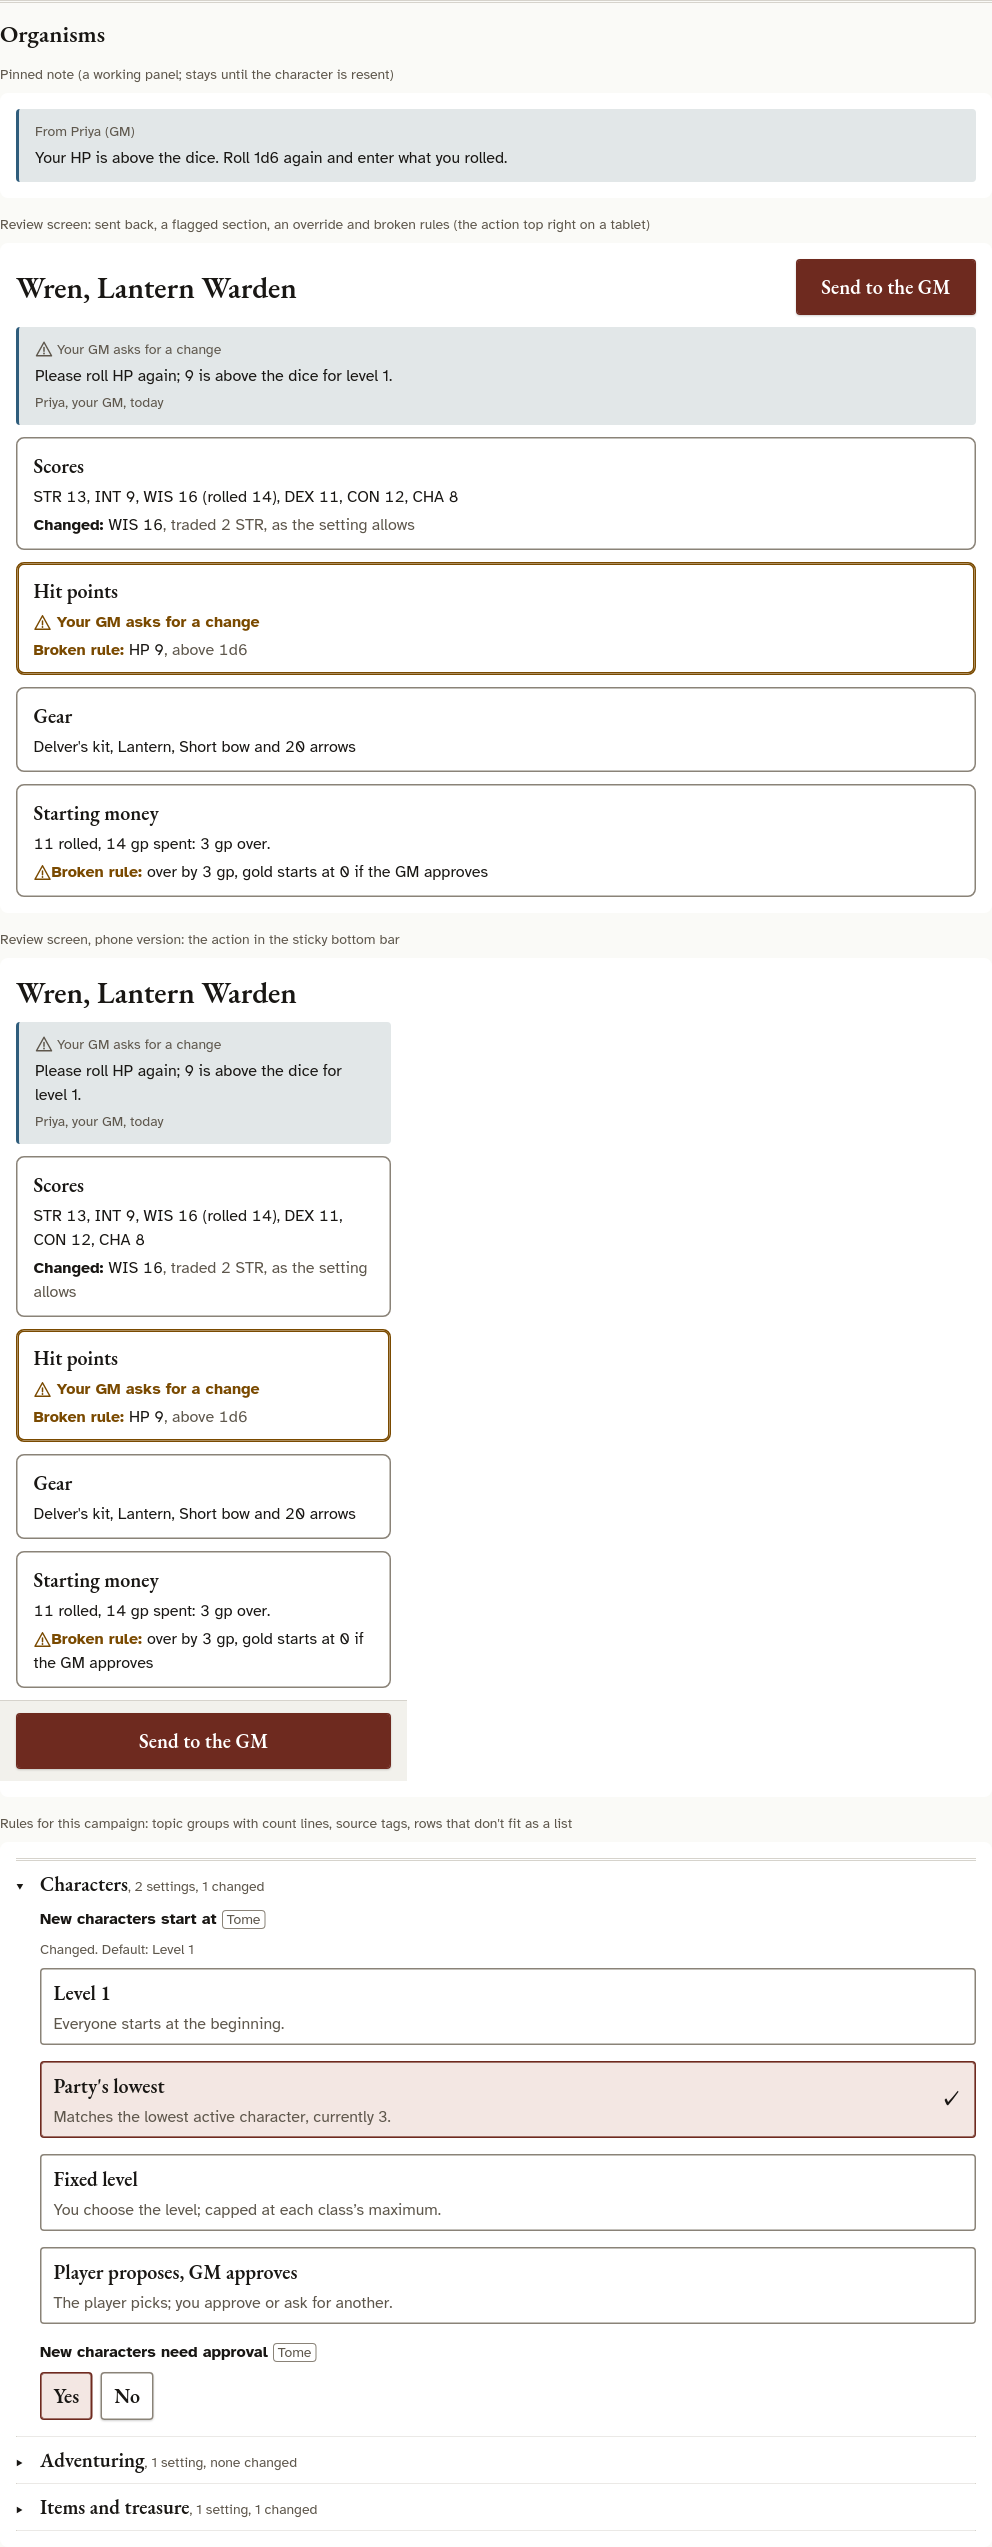 Organisms
Pinned note (a working panel; stays until the character is resent)
From Priya (GM)
Your HP is above the dice. Roll 1d6 again and enter what you rolled.
Review screen: sent back, a flagged section, an override and broken rules (the action top right on a tablet)
Wren, Lantern Warden
Send to the GM
Your GM asks for a change
Please roll HP again; 9 is above the dice for level 1.
Priya, your GM, today
Scores
STR 13, INT 9, WIS 16 (rolled 14), DEX 11, CON 12, CHA 8
Changed: WIS 16, traded 2 STR, as the setting allows
Hit points
Your GM asks for a change
Broken rule: HP 9, above 1d6
Gear
Delver's kit, Lantern, Short bow and 20 arrows
Starting money
11 rolled, 14 gp spent: 3 gp over.
Broken rule: over by 3 gp, gold starts at 0 if the GM approves
Review screen, phone version: the action in the sticky bottom bar
Wren, Lantern Warden
Your GM asks for a change
Please roll HP again; 9 is above the dice for
level 1.
Priya, your GM, today
Scores
STR 13, INT 9, WIS 16 (rolled 14), DEX 11,
CON 12, CHA 8
Changed: WIS 16, traded 2 STR, as the setting
allows
Hit points
Your GM asks for a change
Broken rule: HP 9, above 1d6
Gear
Delver's kit, Lantern, Short bow and 20 arrows
Starting money
11 rolled, 14 gp spent: 3 gp over.
Broken rule: over by 3 gp, gold starts at 0 if
the GM approves
Send to the GM
Rules for this campaign: topic groups with count lines, source tags, rows that don't fit as a list
Characters, 2 settings, 1 changed
New characters start at Tome
Changed. Default: Level 1
Level 1
Everyone starts at the beginning.
Party's lowest
Matches the lowest active character, currently 3.
Fixed level
You choose the level; capped at each class's maximum.
Player proposes, GM approves
The player picks; you approve or ask for another.
New characters need approval Tome
Yes No
Adventuring, 1 setting, none changed
Items and treasure, 1 setting, 1 changed